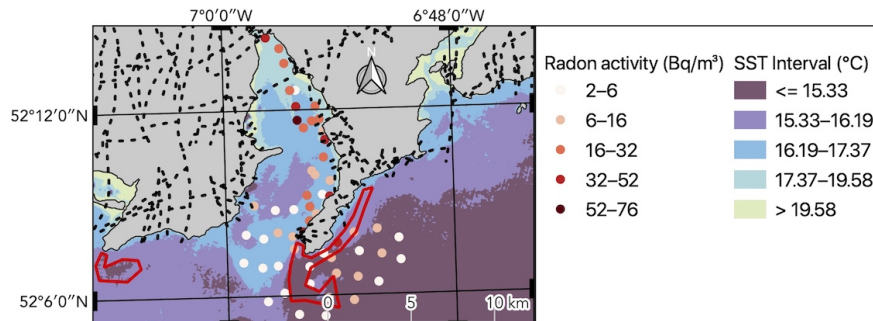 7°0'0"W
6°48'0"W
N
52°12'0"N
52°6'0"N
0 5 10 km
Radon activity (Bq/m³)
2–6
6–16
16–32
32–52
52–76
SST Interval (°C)
<= 15.33
15.33–16.19
16.19–17.37
17.37–19.58
> 19.58